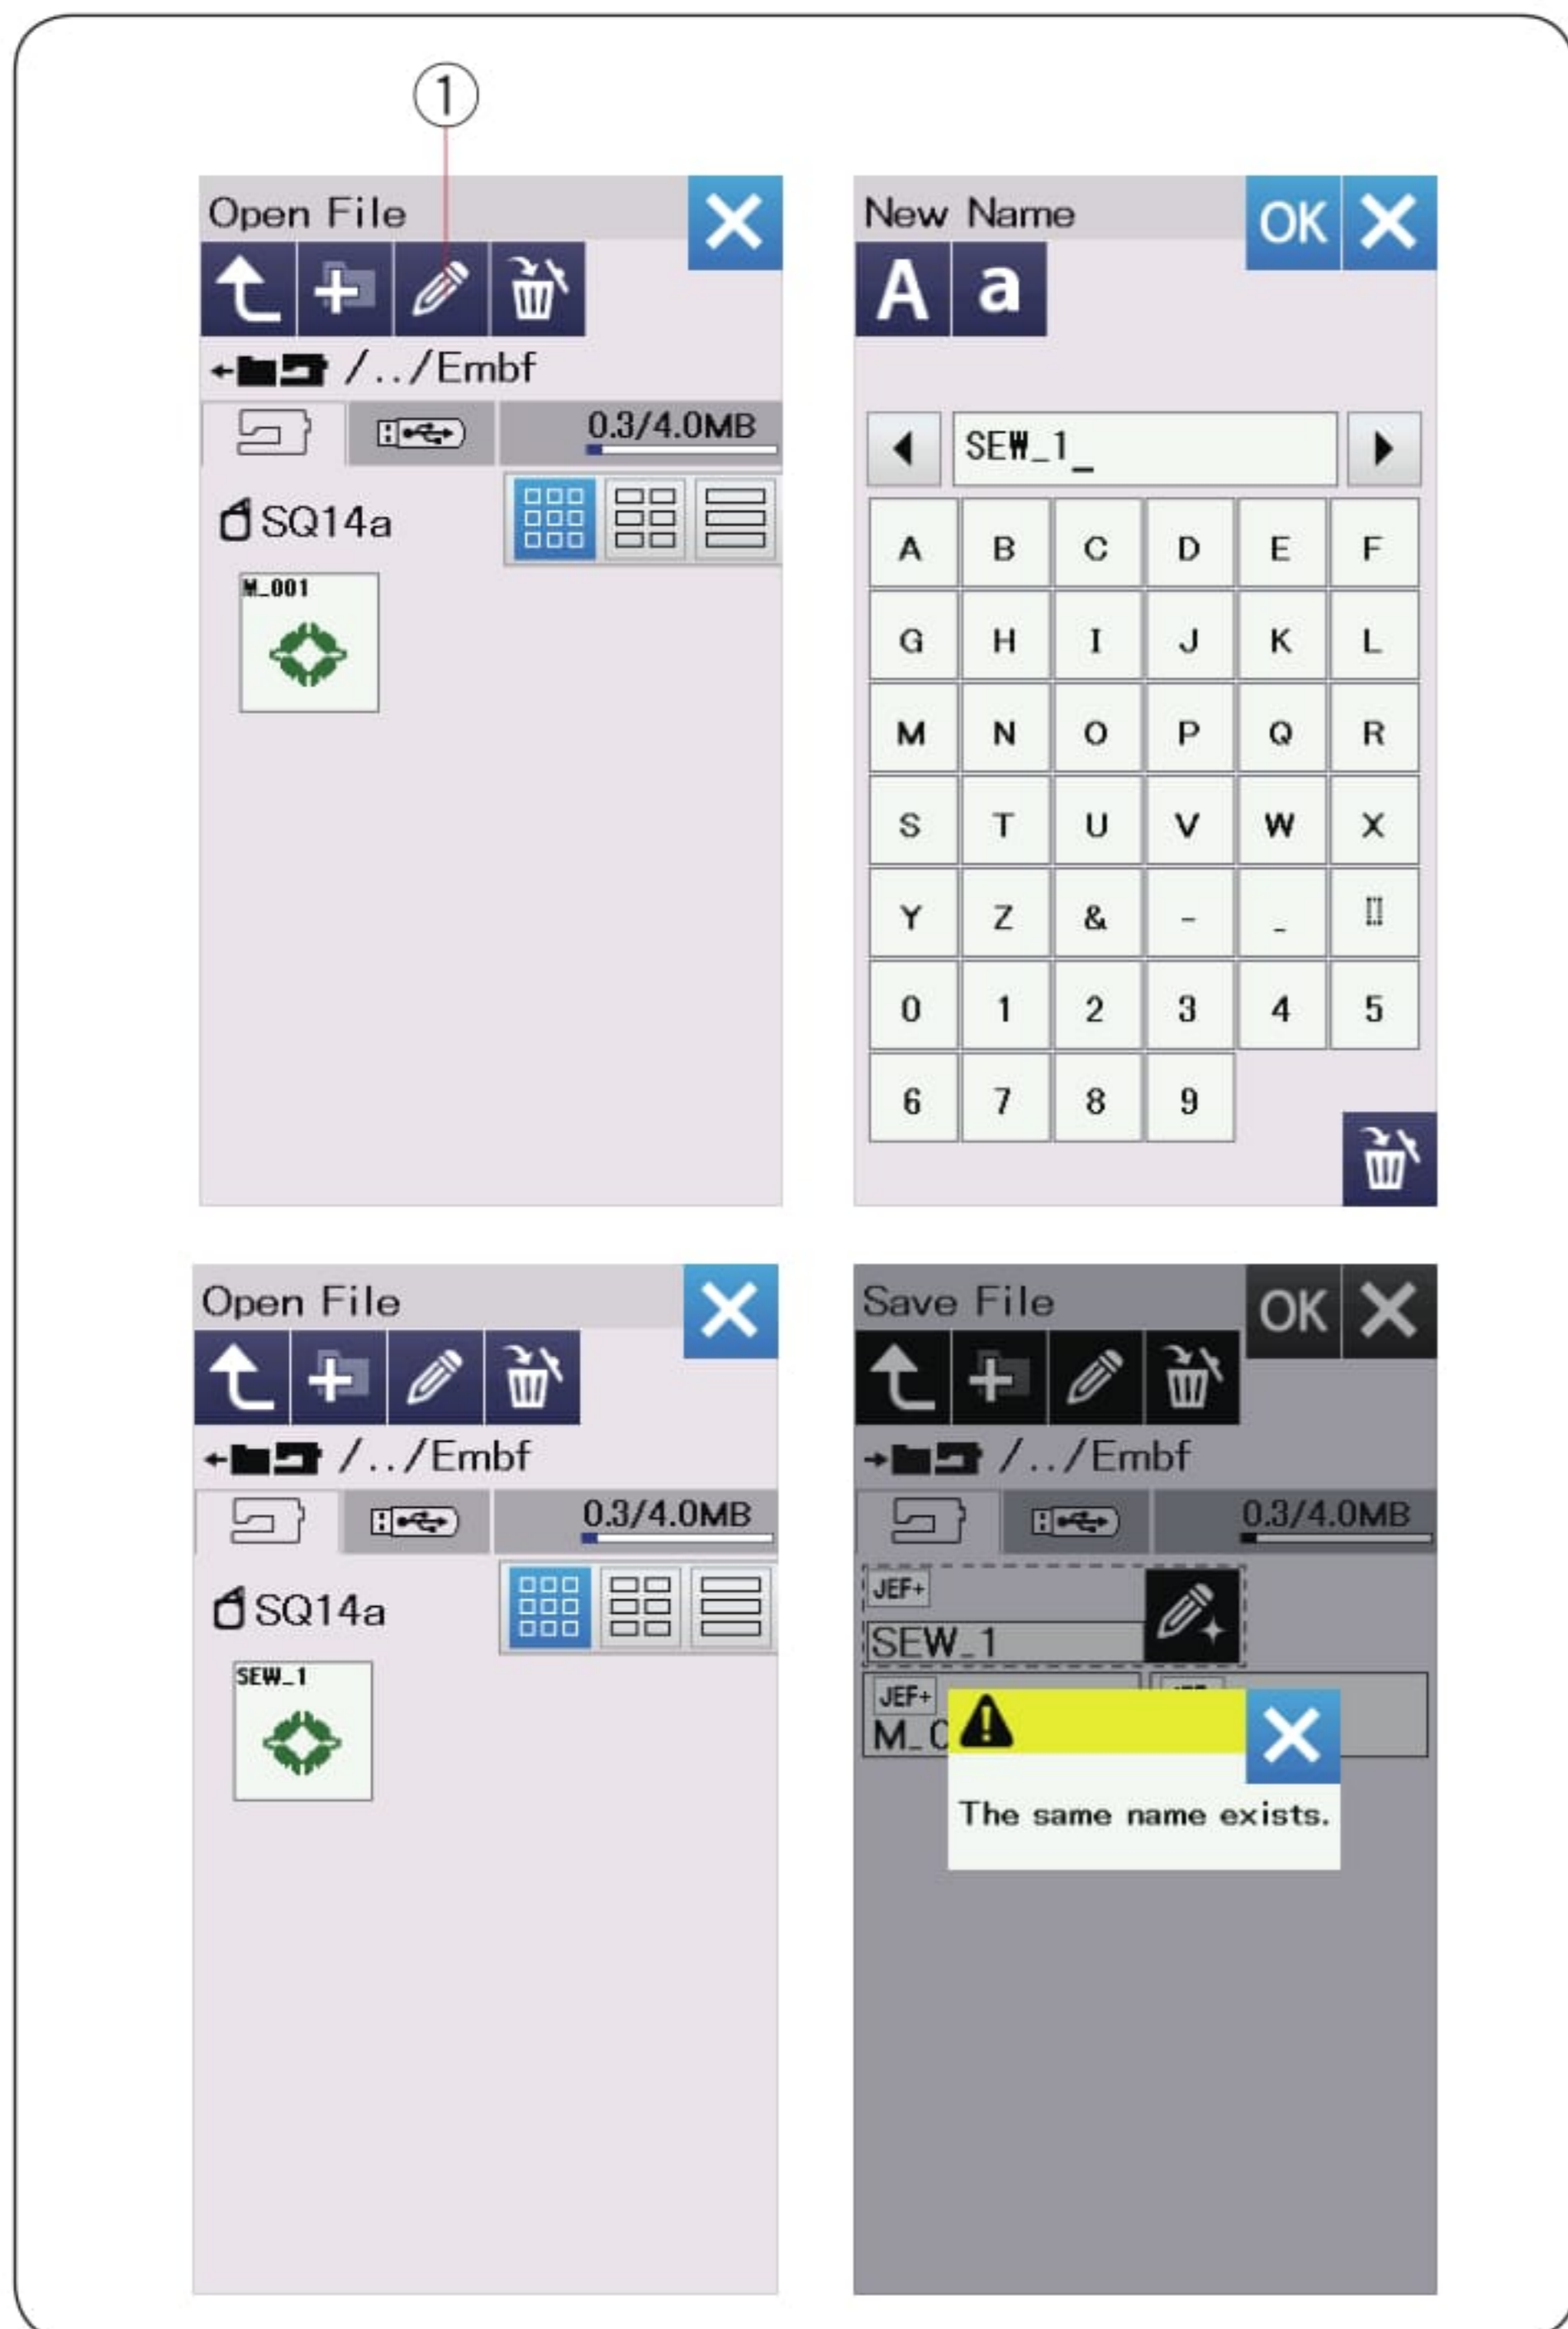 ①
Open File
/../Embf
0.3/4.0MB
SQ14a
M_001
New Name OK
A a
SEW_1_
A B C D E F
G H I J K L
M N O P Q R
S T U V W X
Y Z & - _
0 1 2 3 4 5
6 7 8 9
Open File
/../Embf
0.3/4.0MB
SQ14a
SEW_1
Save File OK
/../Embf
0.3/4.0MB
JEF+
SEW_1
JEF+
The same name exists.